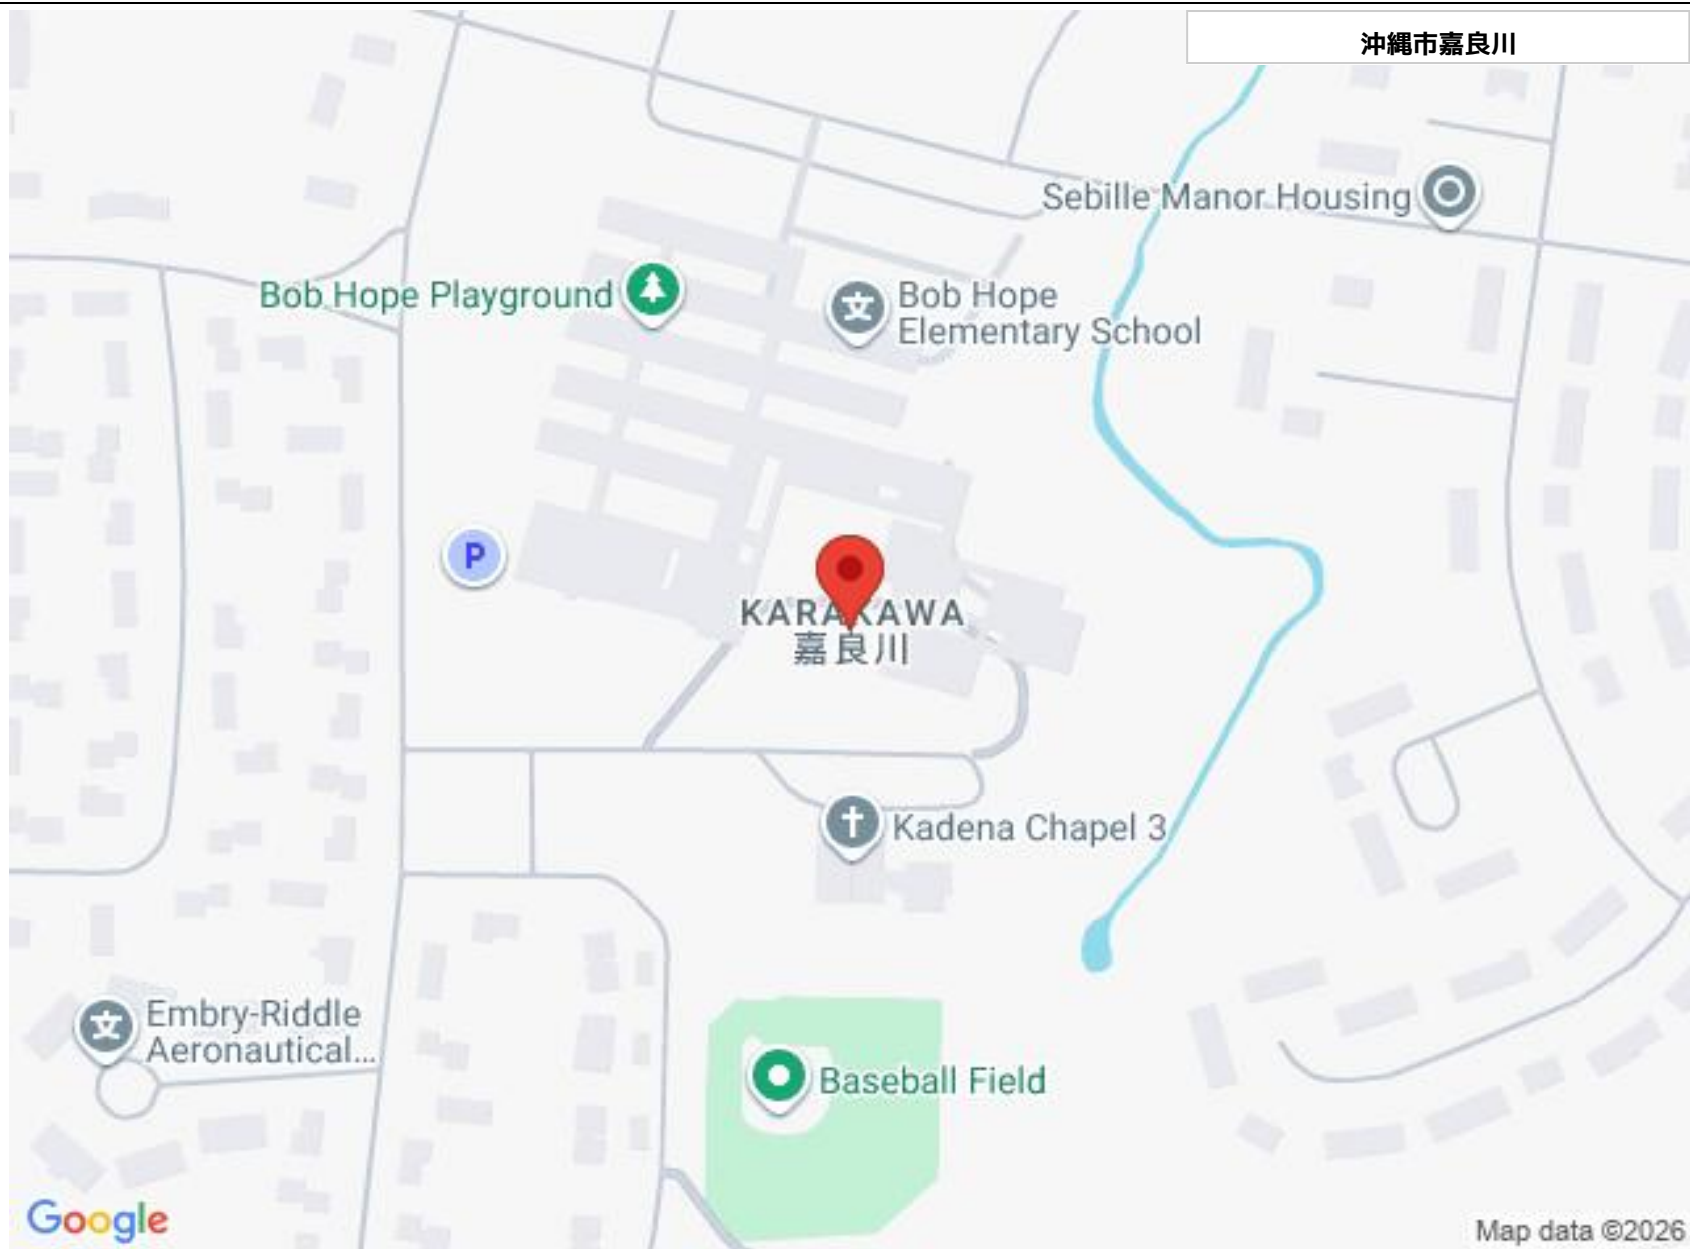 沖縄市嘉良川
Sebille Manor Housing
Bob Hope Playground
Bob Hope
Elementary School
P
KARAKAWA
嘉良川
Kadena Chapel 3
Embry-Riddle
Aeronautical...
Baseball Field
Google
Map data ©2026